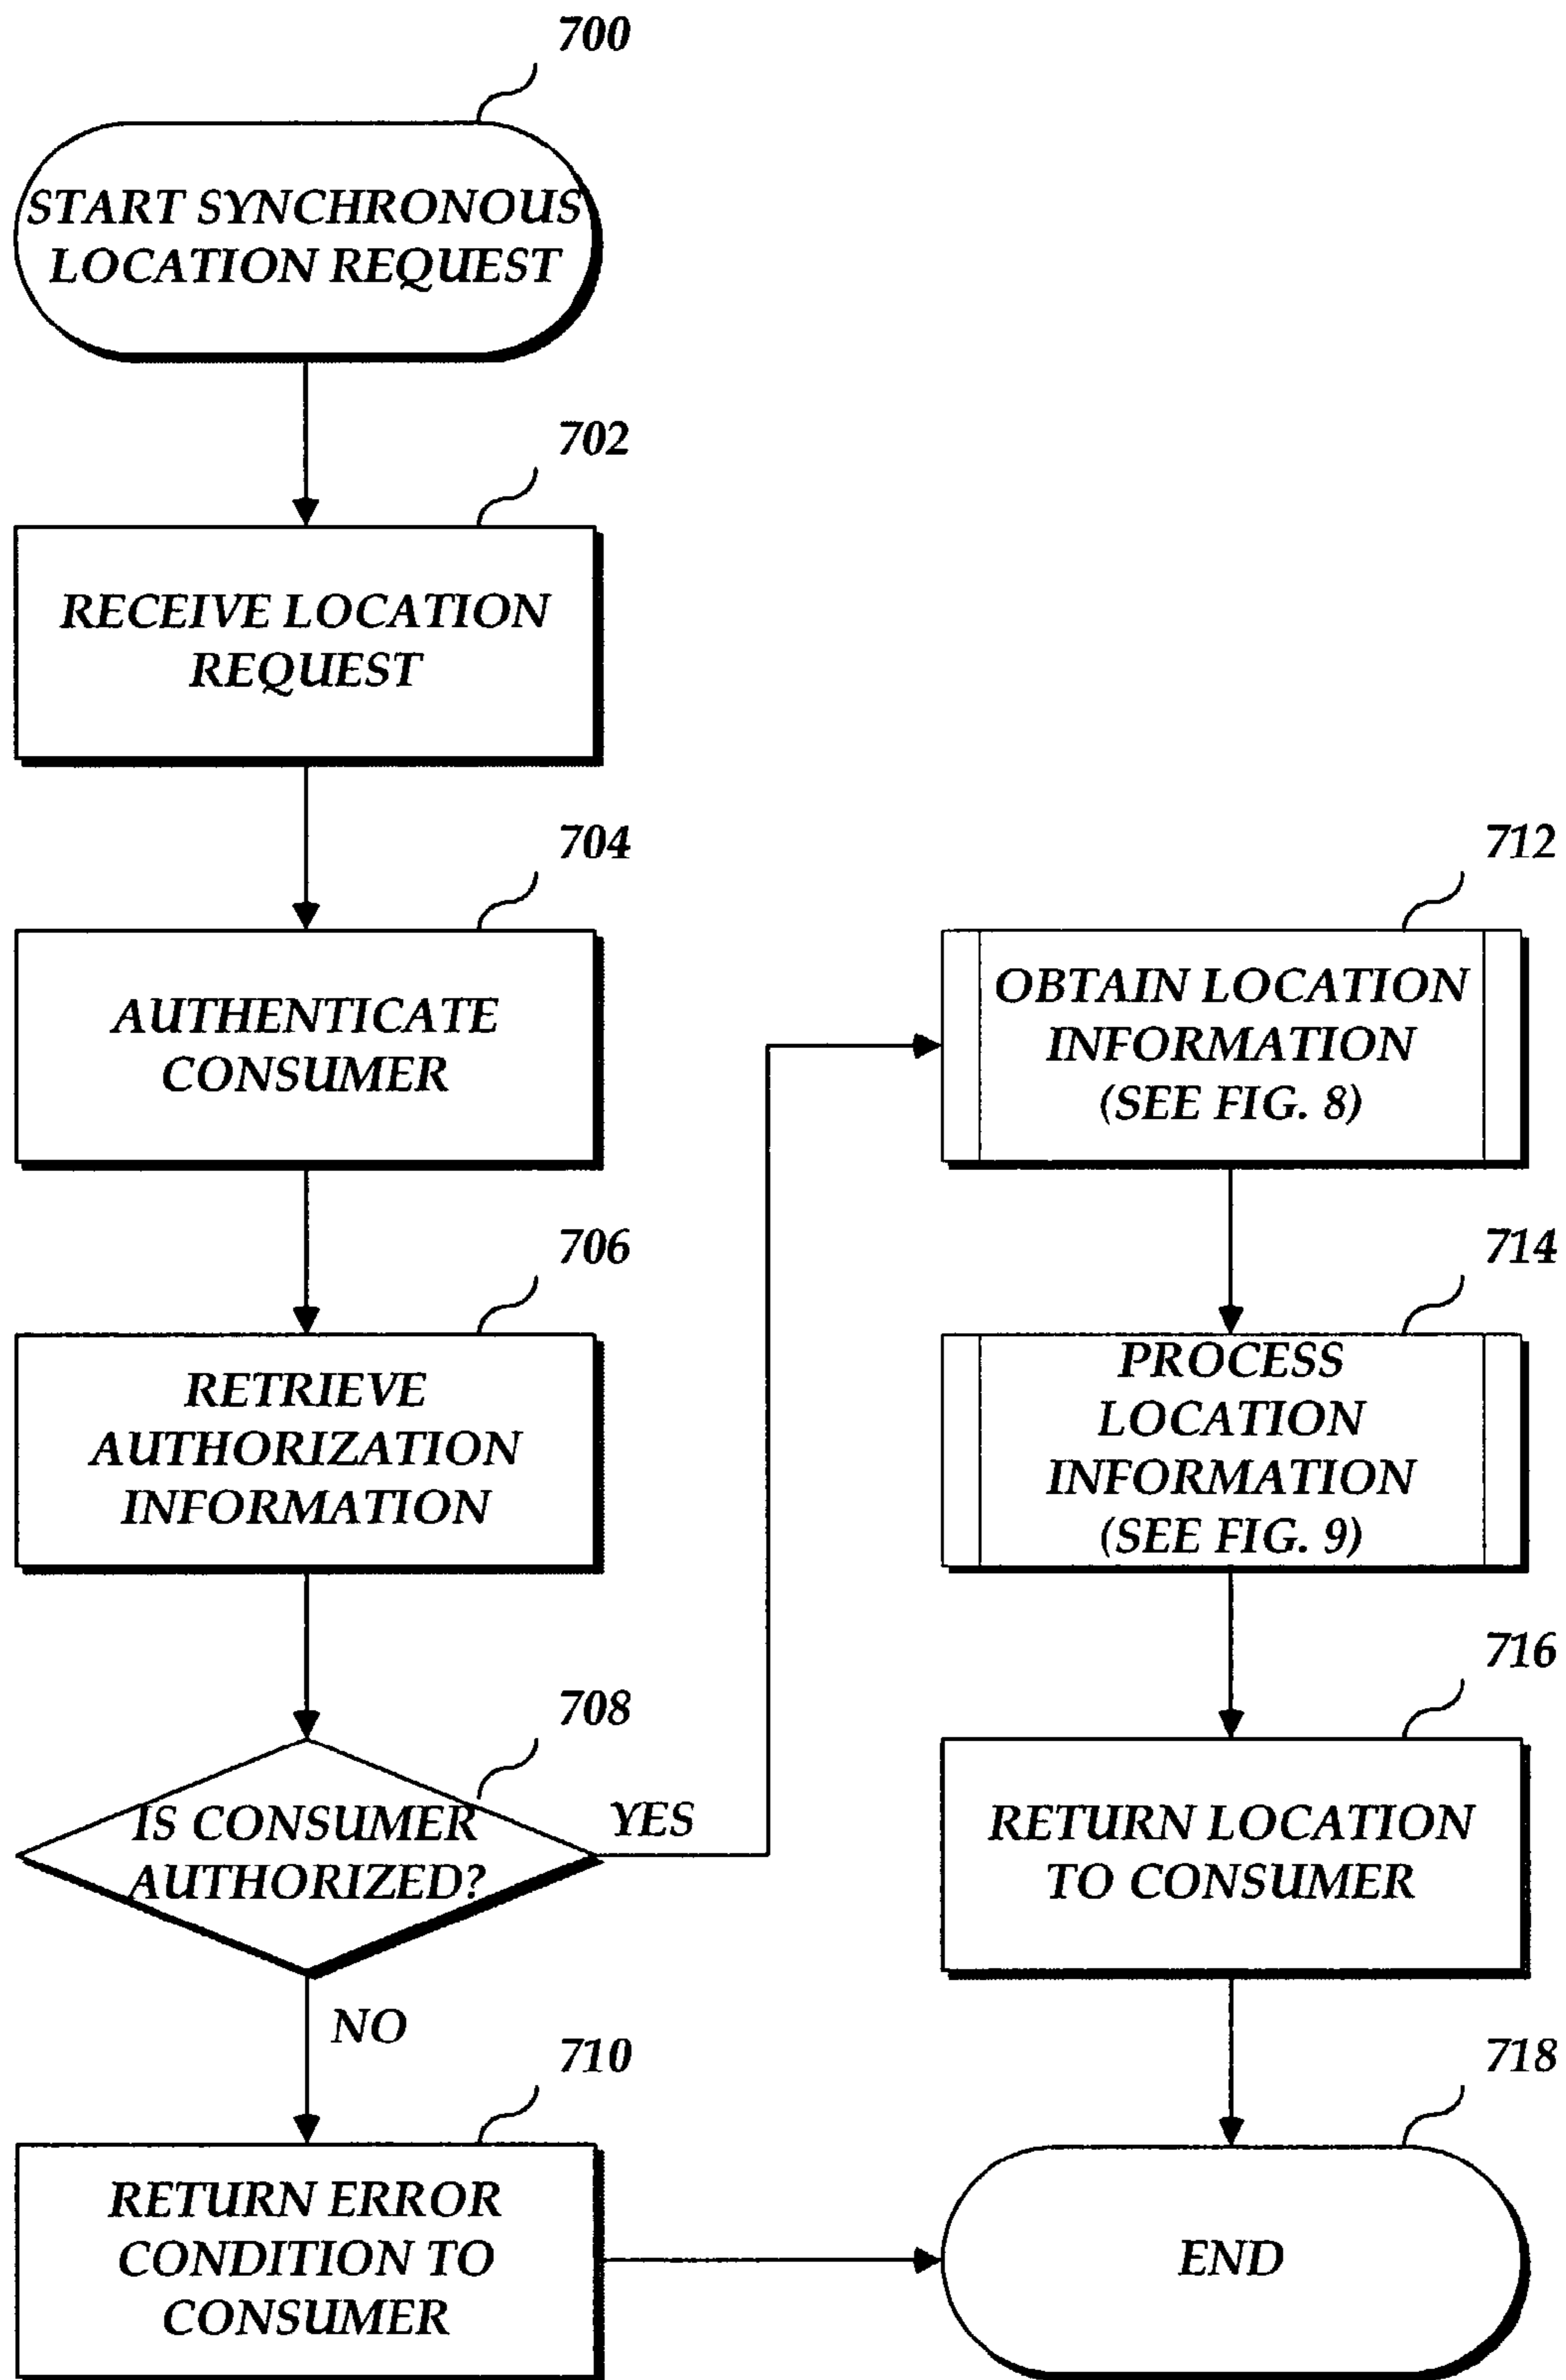 700
START SYNCHRONOUS
LOCATION REQUEST
702
RECEIVE LOCATION
REQUEST
704
AUTHENTICATE
CONSUMER
706
RETRIEVE
AUTHORIZATION
INFORMATION
708
IS CONSUMER
AUTHORIZED?
YES
NO
710
RETURN ERROR
CONDITION TO
CONSUMER
712
OBTAIN LOCATION
INFORMATION
(SEE FIG. 8)
714
PROCESS
LOCATION
INFORMATION
(SEE FIG. 9)
716
RETURN LOCATION
TO CONSUMER
718
END